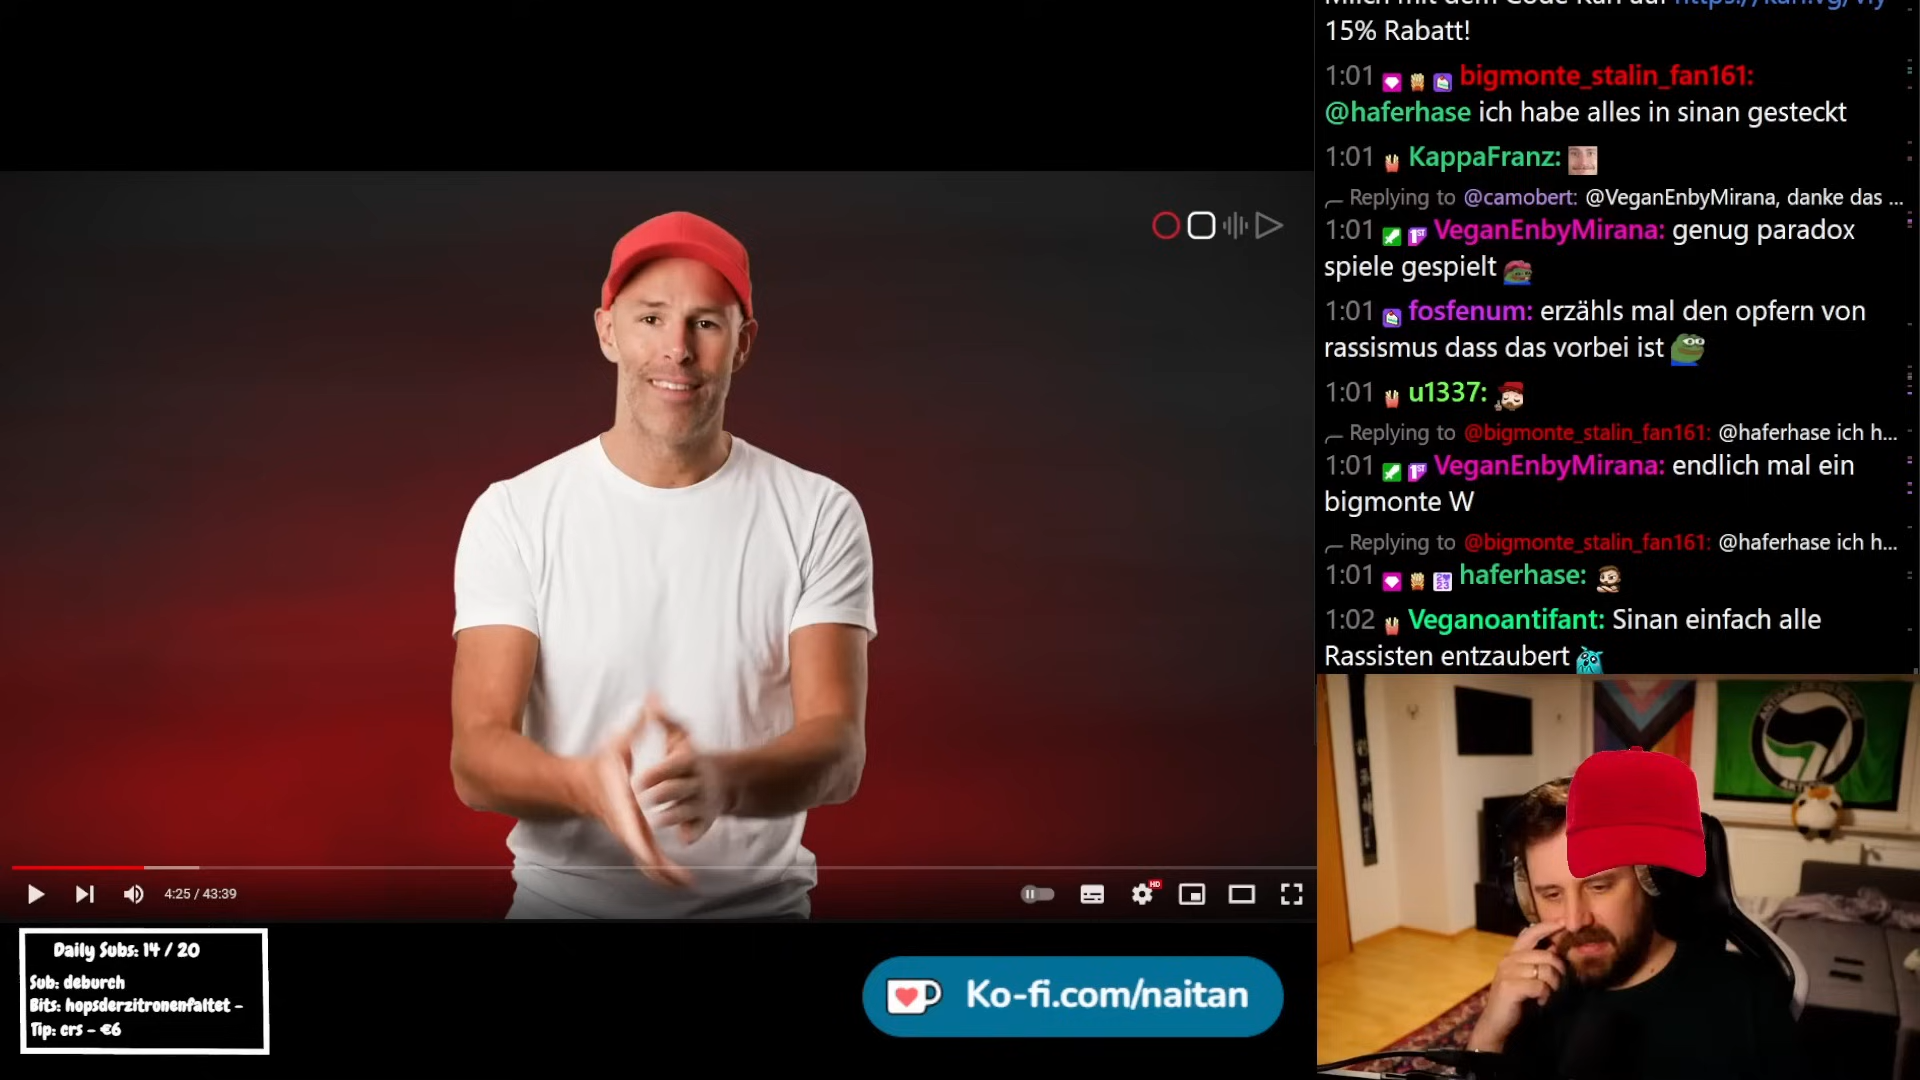 15% Rabatt!
1:01 bigmonte_stalin_fan161:
@haferhase ich habe alles in sinan gesteckt
1:01 KappaFranz:
Replying to @camobert: @VeganEnbyMirana, danke das ...
1:01 VeganEnbyMirana: genug paradox
spiele gespielt
1:01 fosfenum: erzähls mal den opfern von
rassismus dass das vorbei ist
1:01 u1337:
Replying to @bigmonte_stalin_fan161: @haferhase ich h...
1:01 VeganEnbyMirana: endlich mal ein
bigmonte W
Replying to @bigmonte_stalin_fan161: @haferhase ich h...
1:01 haferhase:
1:02 Veganoantifant: Sinan einfach alle
Rassisten entzaubert
4:25 / 43:39
HD
Daily Subs: 14 / 20
Sub: deburch
Bits: hopsderzitronenfaltet -
Tip: crs - €6
Ko-fi.com/naitan